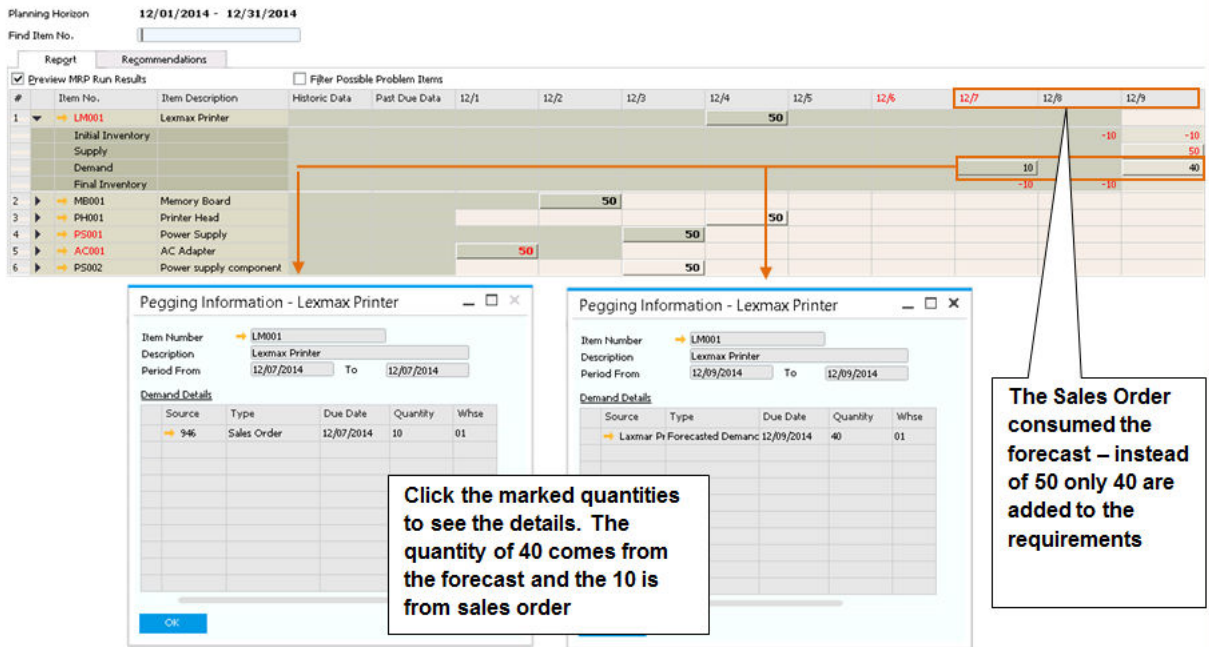 Planning Horizon 12/01/2014 - 12/31/2014
Find Item No.
Report Recommendations
Preview MRP Run Results Filter Possible Problem Items
# Item No. Item Description Historic Data Past Due Data 12/1 12/2 12/3 12/4 12/5 12/6 12/7 12/8 12/9
1 LM001 Lexmax Printer 50
Initial Inventory -10 -10
Supply 50
Demand 10 40
Final Inventory -10 -10
2 MB001 Memory Board 50
3 PH001 Printer Head 50
4 PS001 Power Supply 50
5 AC001 AC Adapter 50
6 PS002 Power supply component 50
Pegging Information - Lexmax Printer
Item Number LM001
Description Lexmax Printer
Period From 12/07/2014 To 12/07/2014
Demand Details
Source Type Due Date Quantity Whse
946 Sales Order 12/07/2014 10 01
OK
Pegging Information - Lexmax Printer
Item Number LM001
Description Lexmax Printer
Period From 12/09/2014 To 12/09/2014
Demand Details
Source Type Due Date Quantity Whse
Laxmar Pr Forecasted Demanc 12/09/2014 40 01
Click the marked quantities
to see the details. The
quantity of 40 comes from
the forecast and the 10 is
from sales order
The Sales Order
consumed the
forecast – instead
of 50 only 40 are
added to the
requirements